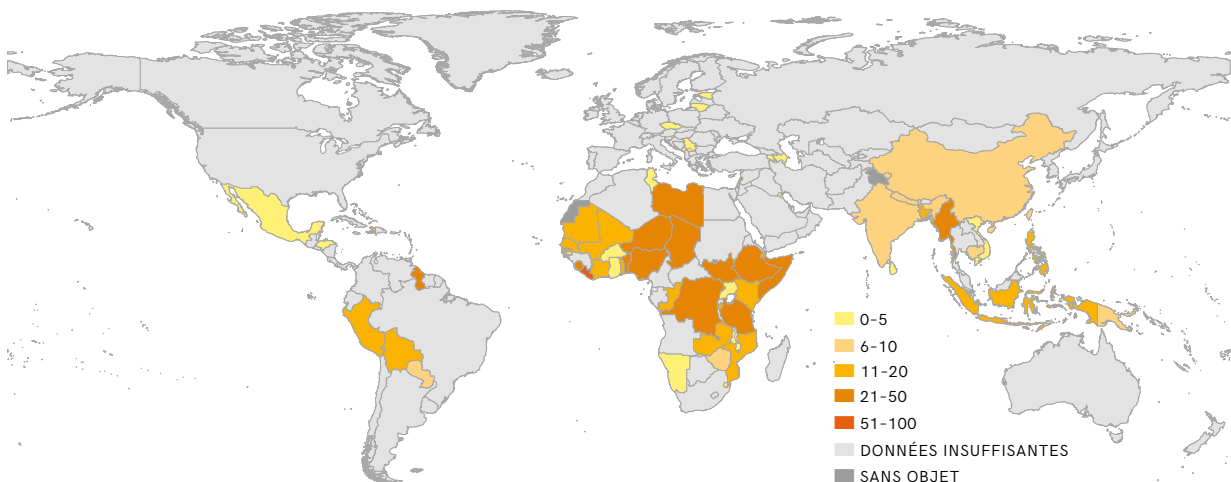 0–5
6–10
11–20
21–50
51–100
DONNÉES INSUFFISANTES
SANS OBJET